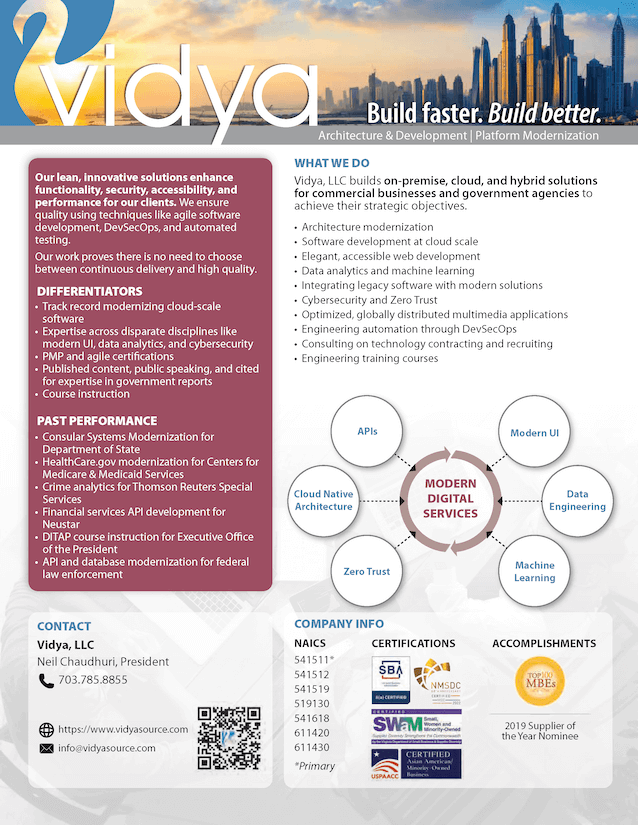 vidya
Build faster. Build better.
Architecture & Development | Platform Modernization
Our lean, innovative solutions enhance
functionality, security, accessibility, and
performance for our clients. We ensure
quality using techniques like agile software
development, DevSecOps, and automated
testing.
Our work proves there is no need to choose
between continuous delivery and high quality.
DIFFERENTIATORS
• Track record modernizing cloud-scale
software
• Expertise across disparate disciplines like
modern UI, data analytics, and cybersecurity
• PMP and agile certifications
• Published content, public speaking, and cited
for expertise in government reports
• Course instruction
PAST PERFORMANCE
• Consular Systems Modernization for
Department of State
• HealthCare.gov modernization for Centers for
Medicare & Medicaid Services
• Crime analytics for Thomson Reuters Special
Services
• Financial services API development for
Neustar
• DITAP course instruction for Executive Office
of the President
• API and database modernization for federal
law enforcement
WHAT WE DO
Vidya, LLC builds on-premise, cloud, and hybrid solutions
for commercial businesses and government agencies to
achieve their strategic objectives.
• Architecture modernization
• Software development at cloud scale
• Elegant, accessible web development
• Data analytics and machine learning
• Integrating legacy software with modern solutions
• Cybersecurity and Zero Trust
• Optimized, globally distributed multimedia applications
• Engineering automation through DevSecOps
• Consulting on technology contracting and recruiting
• Engineering training courses
APIs
Modern UI
Cloud Native
Architecture
MODERN
DIGITAL
SERVICES
Data
Engineering
Zero Trust
Machine
Learning
CONTACT
Vidya, LLC
Neil Chaudhuri, President
703.785.8855
https://www.vidyasource.com
info@vidyasource.com
COMPANY INFO
NAICS
541511*
541512
541519
519130
541618
611420
611430
*Primary
CERTIFICATIONS
SBA
8(a) CERTIFIED
NMSDC
CERTIFIED
SWaM
Small,
Women and
Minority-Owned
USPAACC
CERTIFIED
Asian American/
Minority-Owned
Business
ACCOMPLISHMENTS
TOP 100
MBEs
2019 Supplier of
the Year Nominee